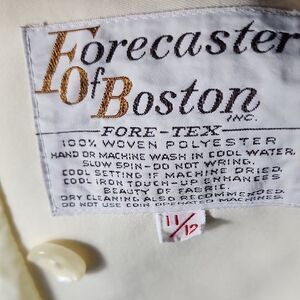 Forecaster
Of Boston
INC.
FORE-TEX
100% WOVEN POLYESTER
HAND OR MACHINE WASH IN COOL WATER,
SLOW SPIN-DO NOT WRING.
COOL SETTING IF MACHINE DRIED.
COOL IRON TOUCH-UP ENHANCES
BEAUTY OF FABRIC.
DRY CLEANING ALSO RECOMMENDED.
DO NOT USE COIN OPERATED MACHINES
11/12